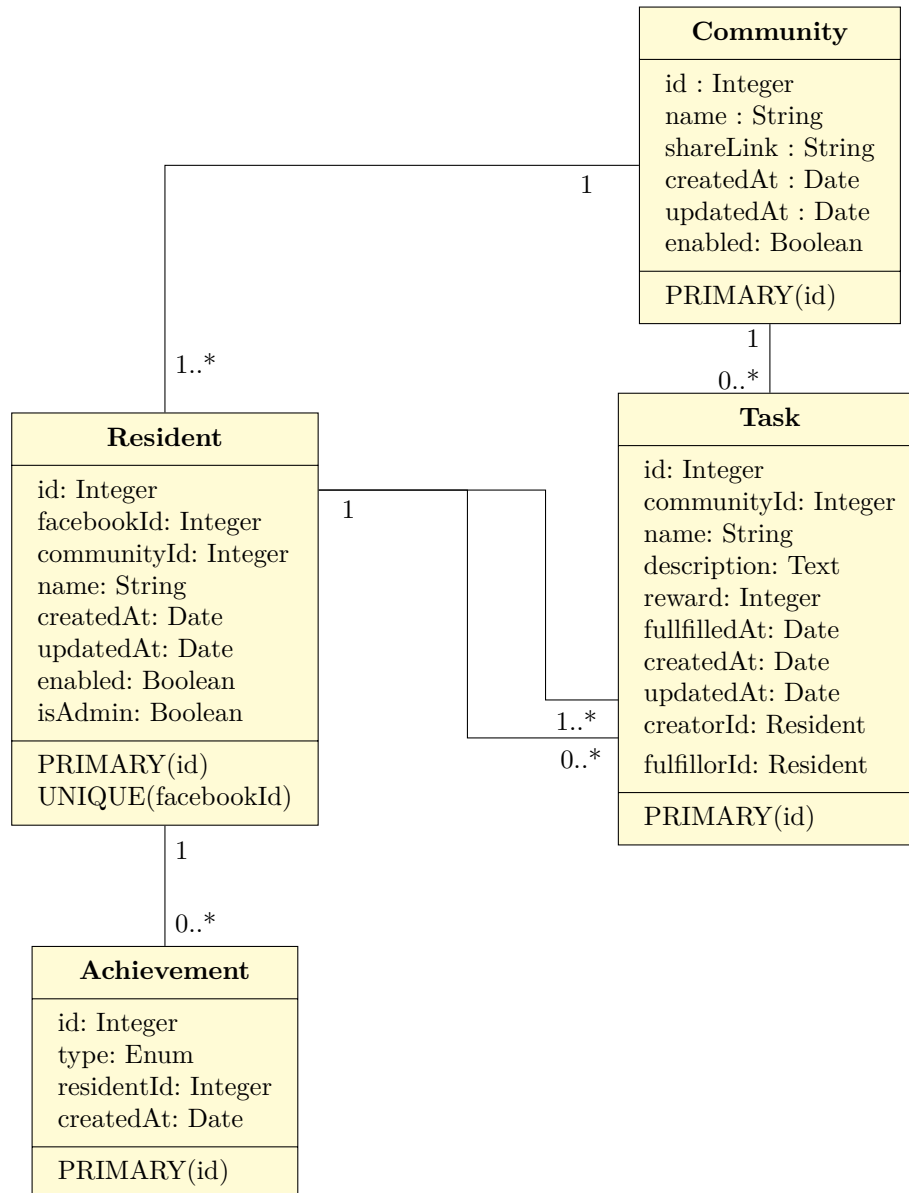 Community
id : Integer
name : String
shareLink : String
createdAt : Date
updatedAt : Date
enabled: Boolean
PRIMARY(id)
1
1..*
1
0..*
Resident
id: Integer
facebookId: Integer
communityId: Integer
name: String
createdAt: Date
updatedAt: Date
enabled: Boolean
isAdmin: Boolean
PRIMARY(id)
UNIQUE(facebookId)
1
1..*
0..*
Task
id: Integer
communityId: Integer
name: String
description: Text
reward: Integer
fullfilledAt: Date
createdAt: Date
updatedAt: Date
creatorId: Resident
fulfillorId: Resident
PRIMARY(id)
1
0..*
Achievement
id: Integer
type: Enum
residentId: Integer
createdAt: Date
PRIMARY(id)